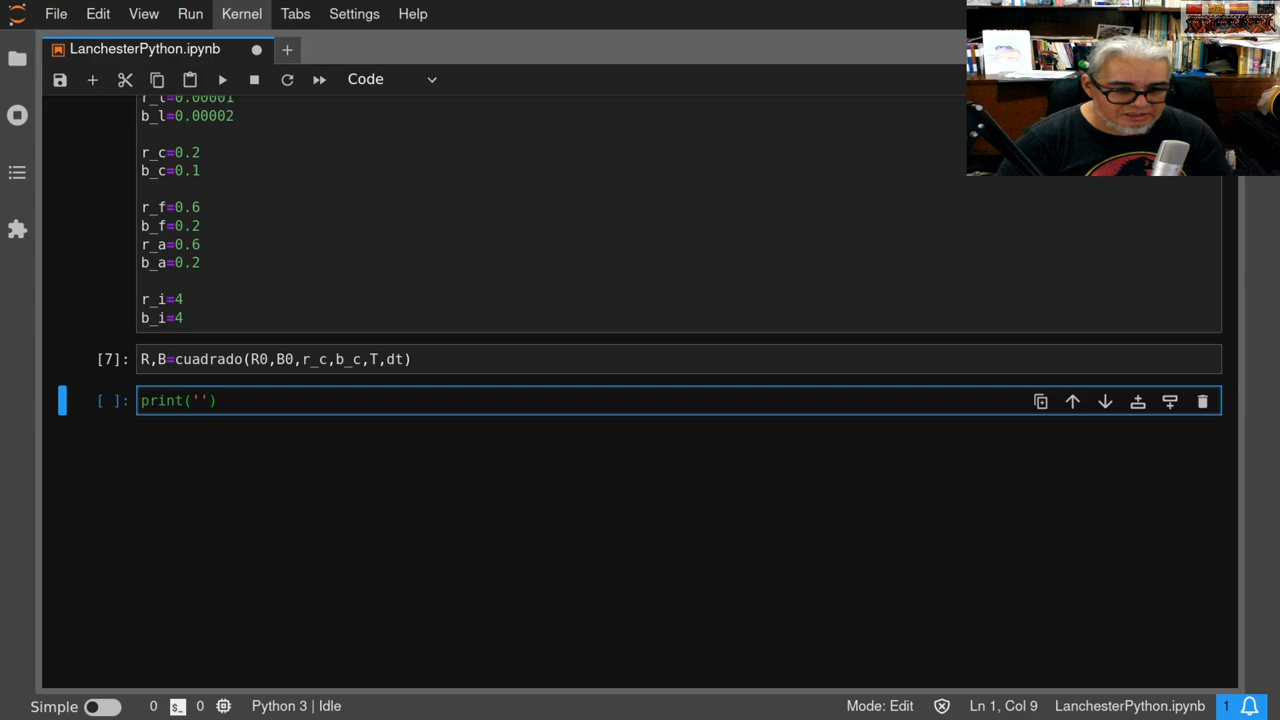 File Edit View Run Kernel Tabs Settings Help
LanchesterPython.ipynb
Code
r_l=0.00001
b_l=0.00002
r_c=0.2
b_c=0.1
r_f=0.6
b_f=0.2
r_a=0.6
b_a=0.2
r_i=4
b_i=4
[7]: R,B=cuadrado(R0,B0,r_c,b_c,T,dt)
[ ]: print('')
Simple 0 $_ 0 Python 3 | Idle Mode: Edit Ln 1, Col 9 LanchesterPython.ipynb 1